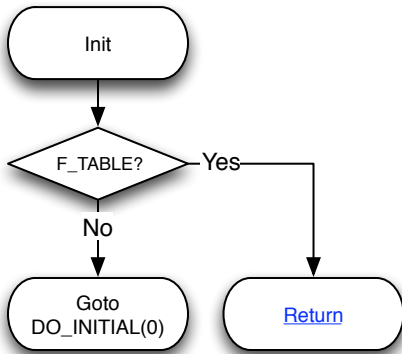 Init
F_TABLE?
Yes
No
Goto
DO_INITIAL(0)
Return